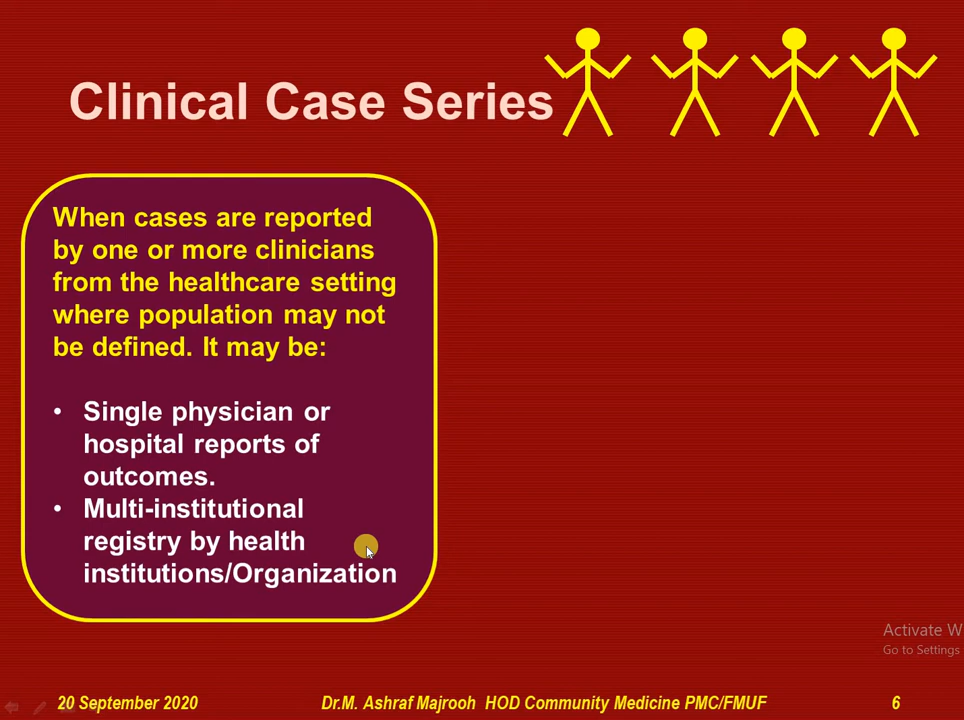 Clinical Case Series
When cases are reported
by one or more clinicians
from the healthcare setting
where population may not
be defined. It may be:
• Single physician or
hospital reports of
outcomes.
• Multi-institutional
registry by health
institutions/Organization
Activate W
Go to Settings
20 September 2020
Dr.M. Ashraf Majrooh HOD Community Medicine PMC/FMUF
6